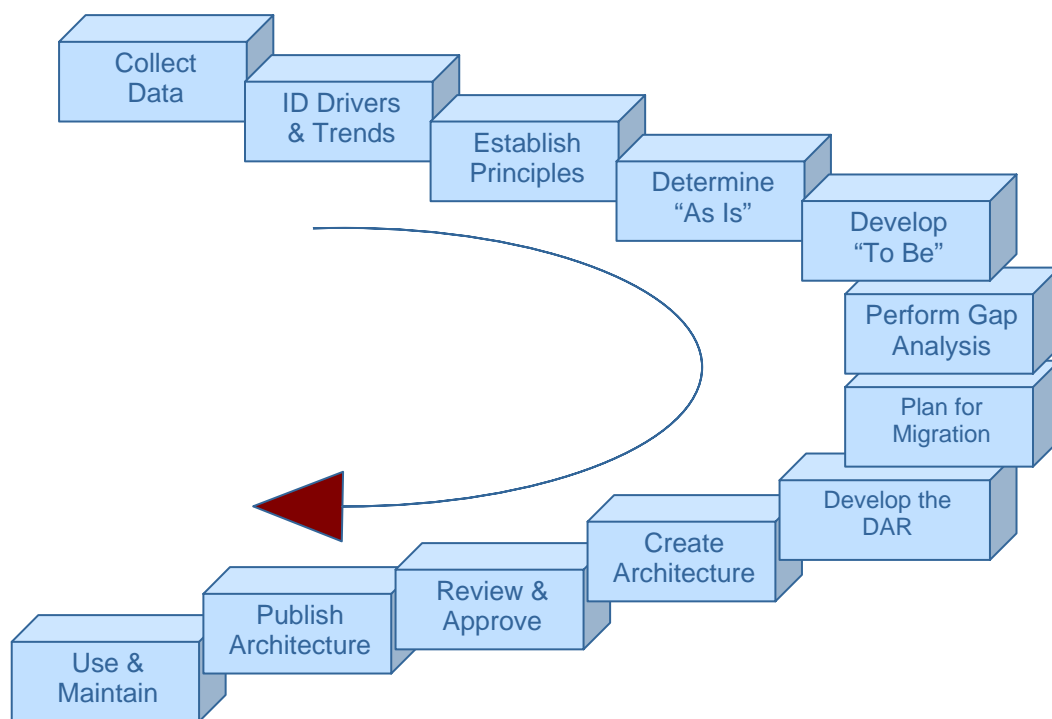 Collect
Data
ID Drivers
& Trends
Establish
Principles
Determine
“As Is”
Develop
“To Be”
Perform Gap
Analysis
Plan for
Migration
Develop the
DAR
Create
Architecture
Review &
Approve
Publish
Architecture
Use &
Maintain